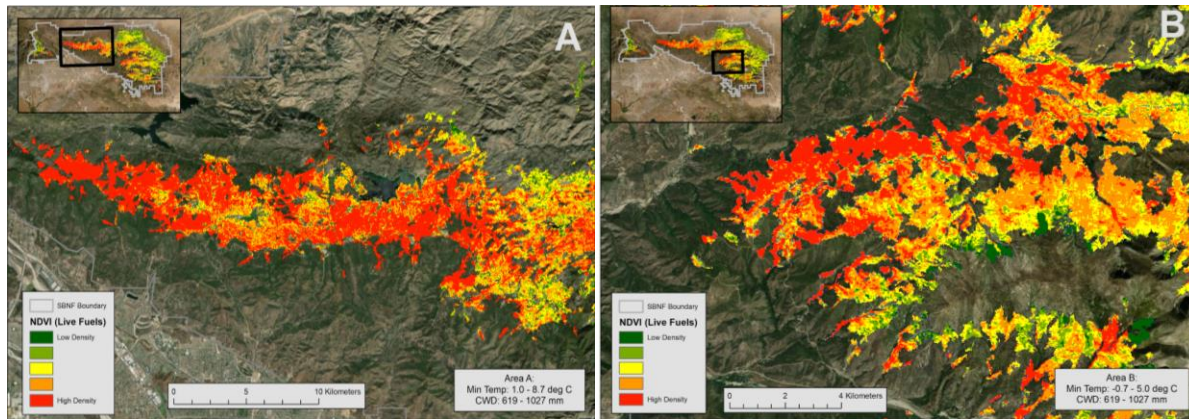 A
SBNF Boundary
NDVI (Live Fuels)
Low Density
High Density
0 5 10 Kilometers
Area A:
Min Temp: 1.0 - 8.7 deg C
CWD: 619 - 1027 mm
B
SBNF Boundary
NDVI (Live Fuels)
Low Density
High Density
0 2 4 Kilometers
Area B:
Min Temp: -0.7 - 5.0 deg C
CWD: 619 - 1027 mm